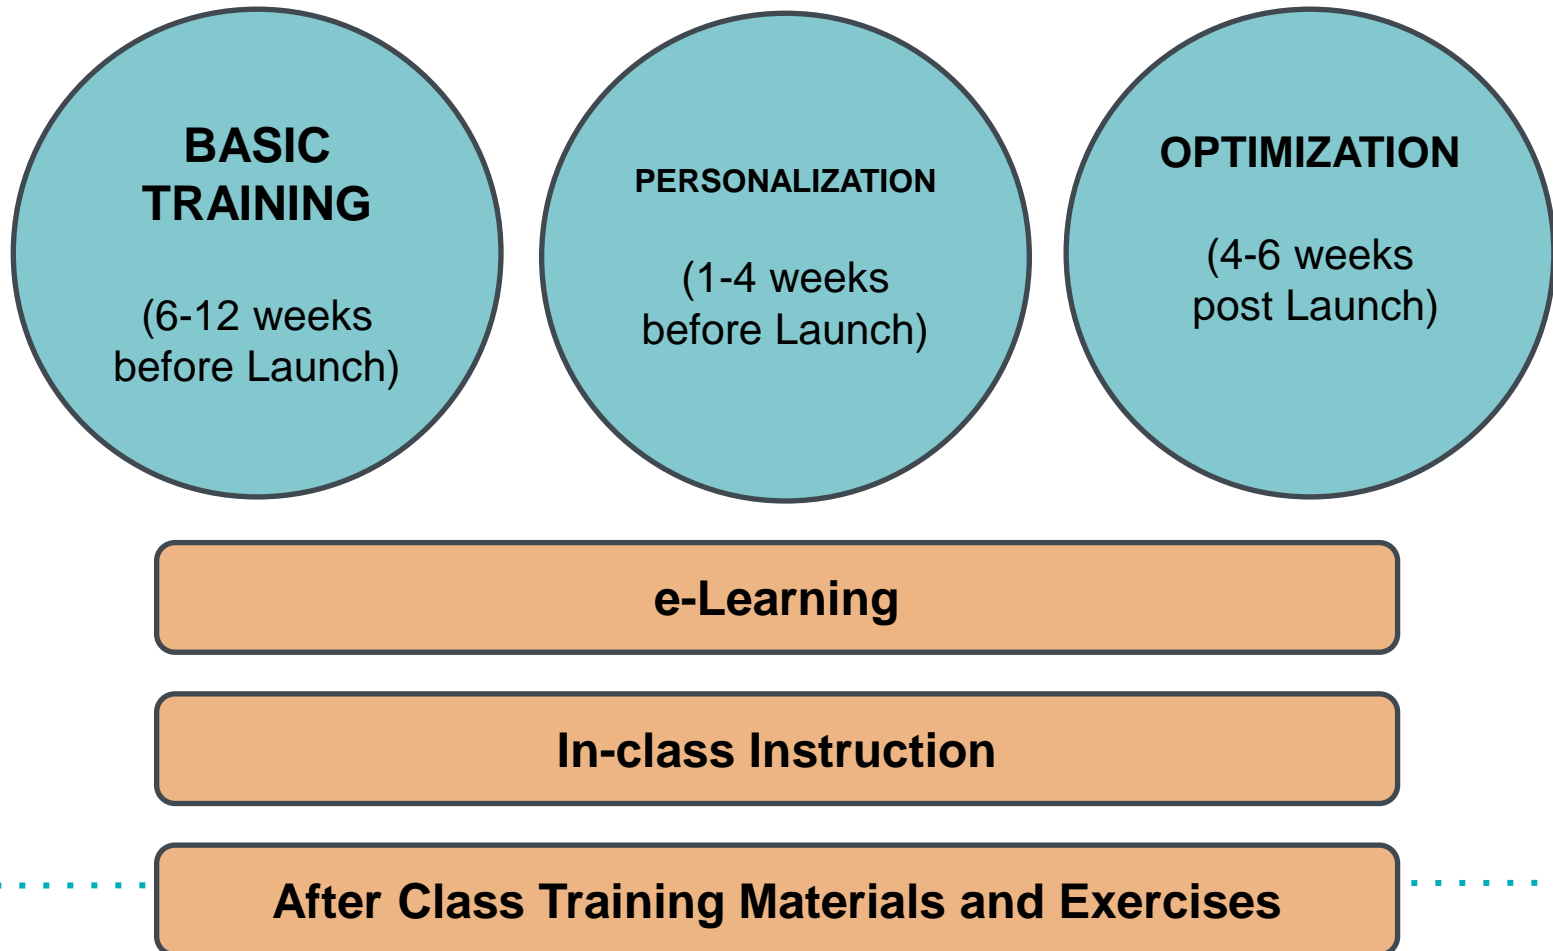 BASIC
TRAINING
(6-12 weeks
before Launch)
PERSONALIZATION
(1-4 weeks
before Launch)
OPTIMIZATION
(4-6 weeks
post Launch)
e-Learning
In-class Instruction
After Class Training Materials and Exercises